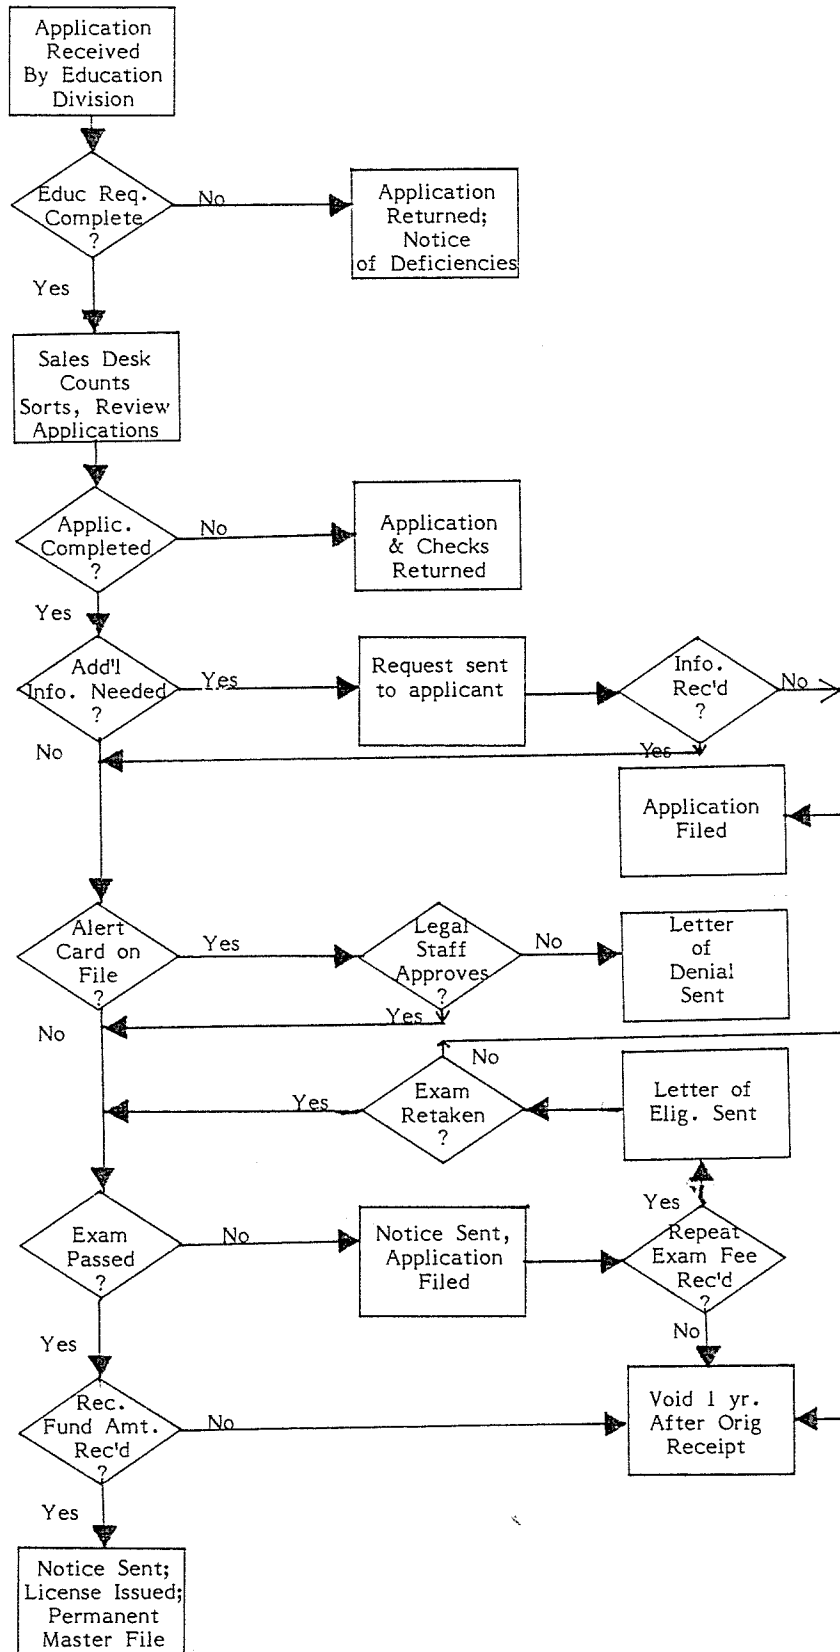 Application
Received
By Education
Division
Educ Req.
Complete
?
No
Application
Returned;
Notice
of Deficiencies
Yes
Sales Desk
Counts
Sorts, Review
Applications
Applic.
Completed
?
No
Application
& Checks
Returned
Yes
Add'l
Info. Needed
?
Yes
Request sent
to applicant
Info.
Rec'd
?
No
No
Yes
Application
Filed
Alert
Card on
File
?
Yes
Legal
Staff
Approves
?
No
Letter
of
Denial
Sent
Yes
No
No
Yes
Exam
Retaken
?
Letter of
Elig. Sent
Yes
Exam
Passed
?
No
Notice Sent,
Application
Filed
Repeat
Exam Fee
Rec'd
?
No
Yes
Rec.
Fund Amt.
Rec'd
?
No
Void 1 yr.
After Orig
Receipt
Yes
Notice Sent;
License Issued;
Permanent
Master File